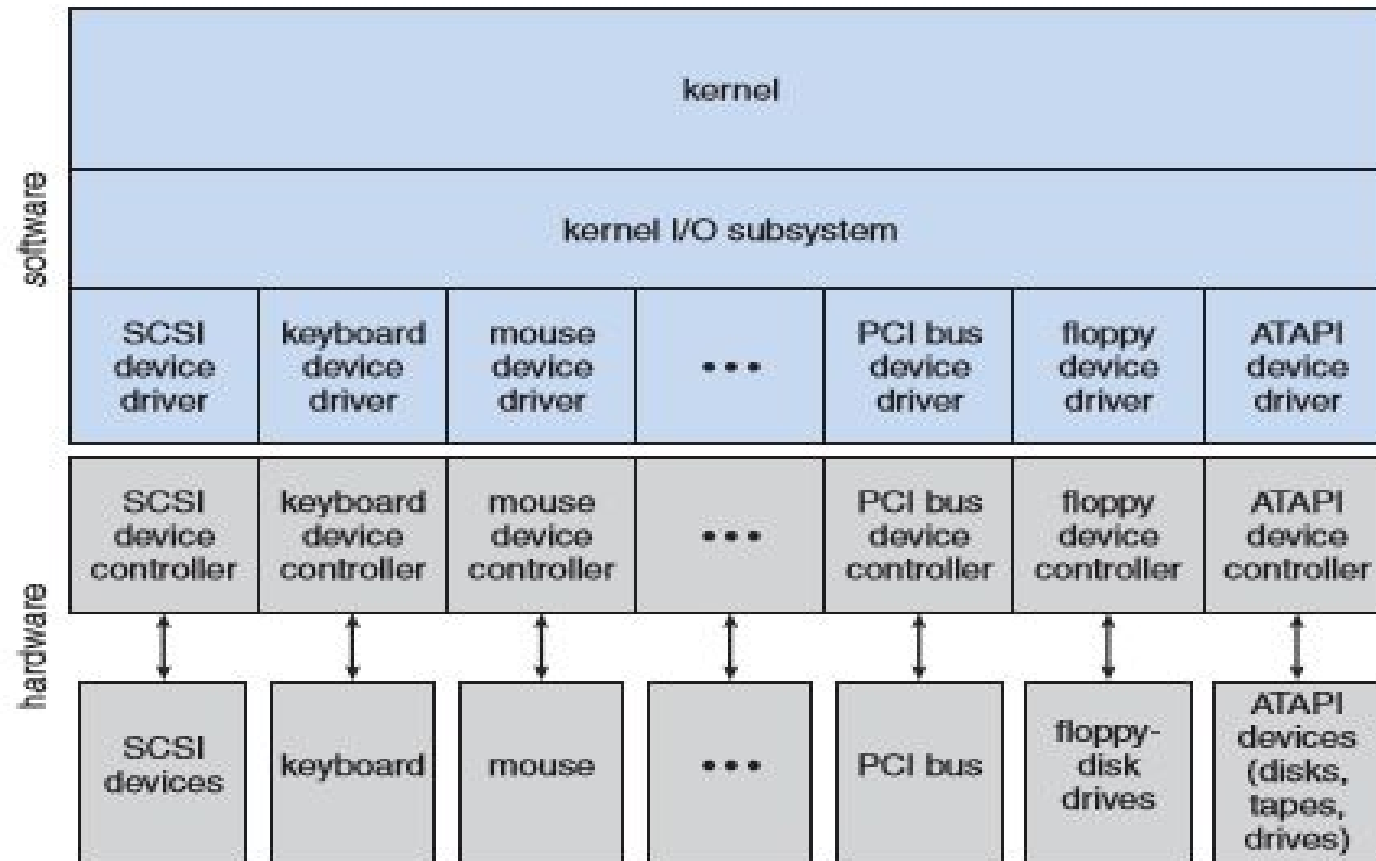 software
kernel
kernel I/O subsystem
SCSI
device
driver
keyboard
device
driver
mouse
device
driver
•••
PCI bus
device
driver
floppy
device
driver
ATAPI
device
driver
hardware
SCSI
device
controller
keyboard
device
controller
mouse
device
controller
•••
PCI bus
device
controller
floppy
device
controller
ATAPI
device
controller
SCSI
devices
keyboard
mouse
•••
PCI bus
floppy-
disk
drives
ATAPI
devices
(disks,
tapes,
drives)